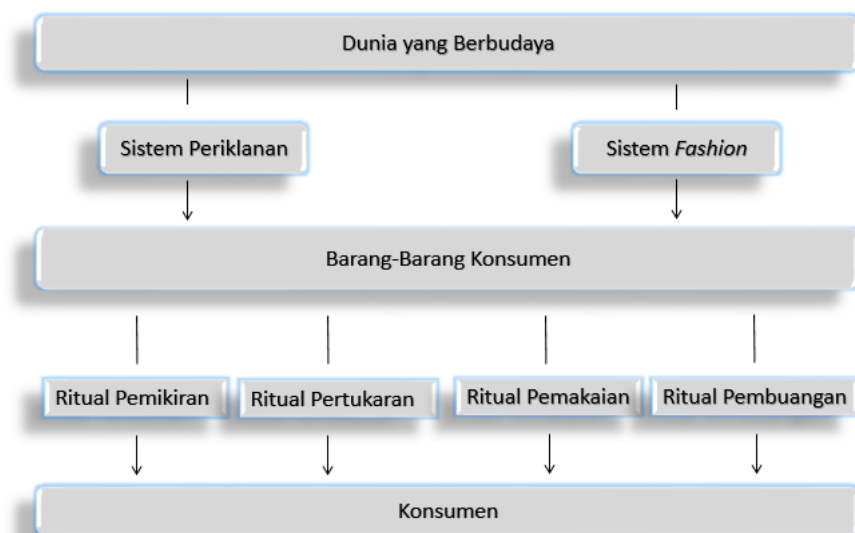 Dunia yang Berbudaya
Sistem Periklanan
Sistem Fashion
Barang-Barang Konsumen
Ritual Pemikiran
Ritual Pertukaran
Ritual Pemakaian
Ritual Pembuangan
Konsumen